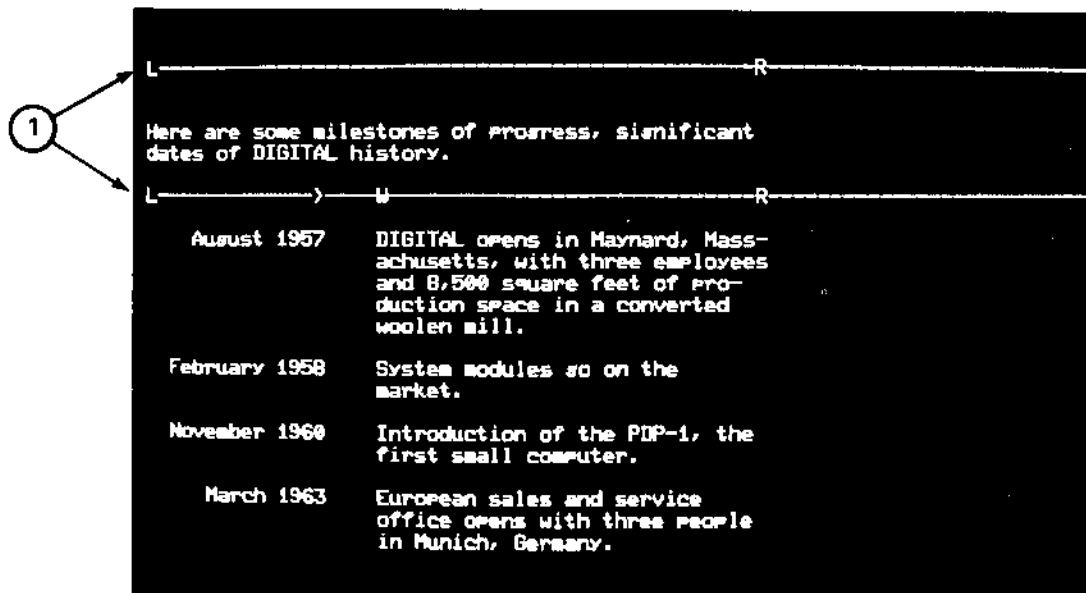 L-----------------------------------------------R--------------------------
1
Here are some milestones of progress, significant
dates of DIGITAL history.
L------------>----W-----------------------------R--------------------------
August 1957 DIGITAL opens in Maynard, Mass-
achusetts, with three employees
and 8,500 square feet of pro-
duction space in a converted
woolen mill.
February 1958 System modules go on the
market.
November 1960 Introduction of the PDP-1, the
first small computer.
March 1963 European sales and service
office opens with three people
in Munich, Germany.